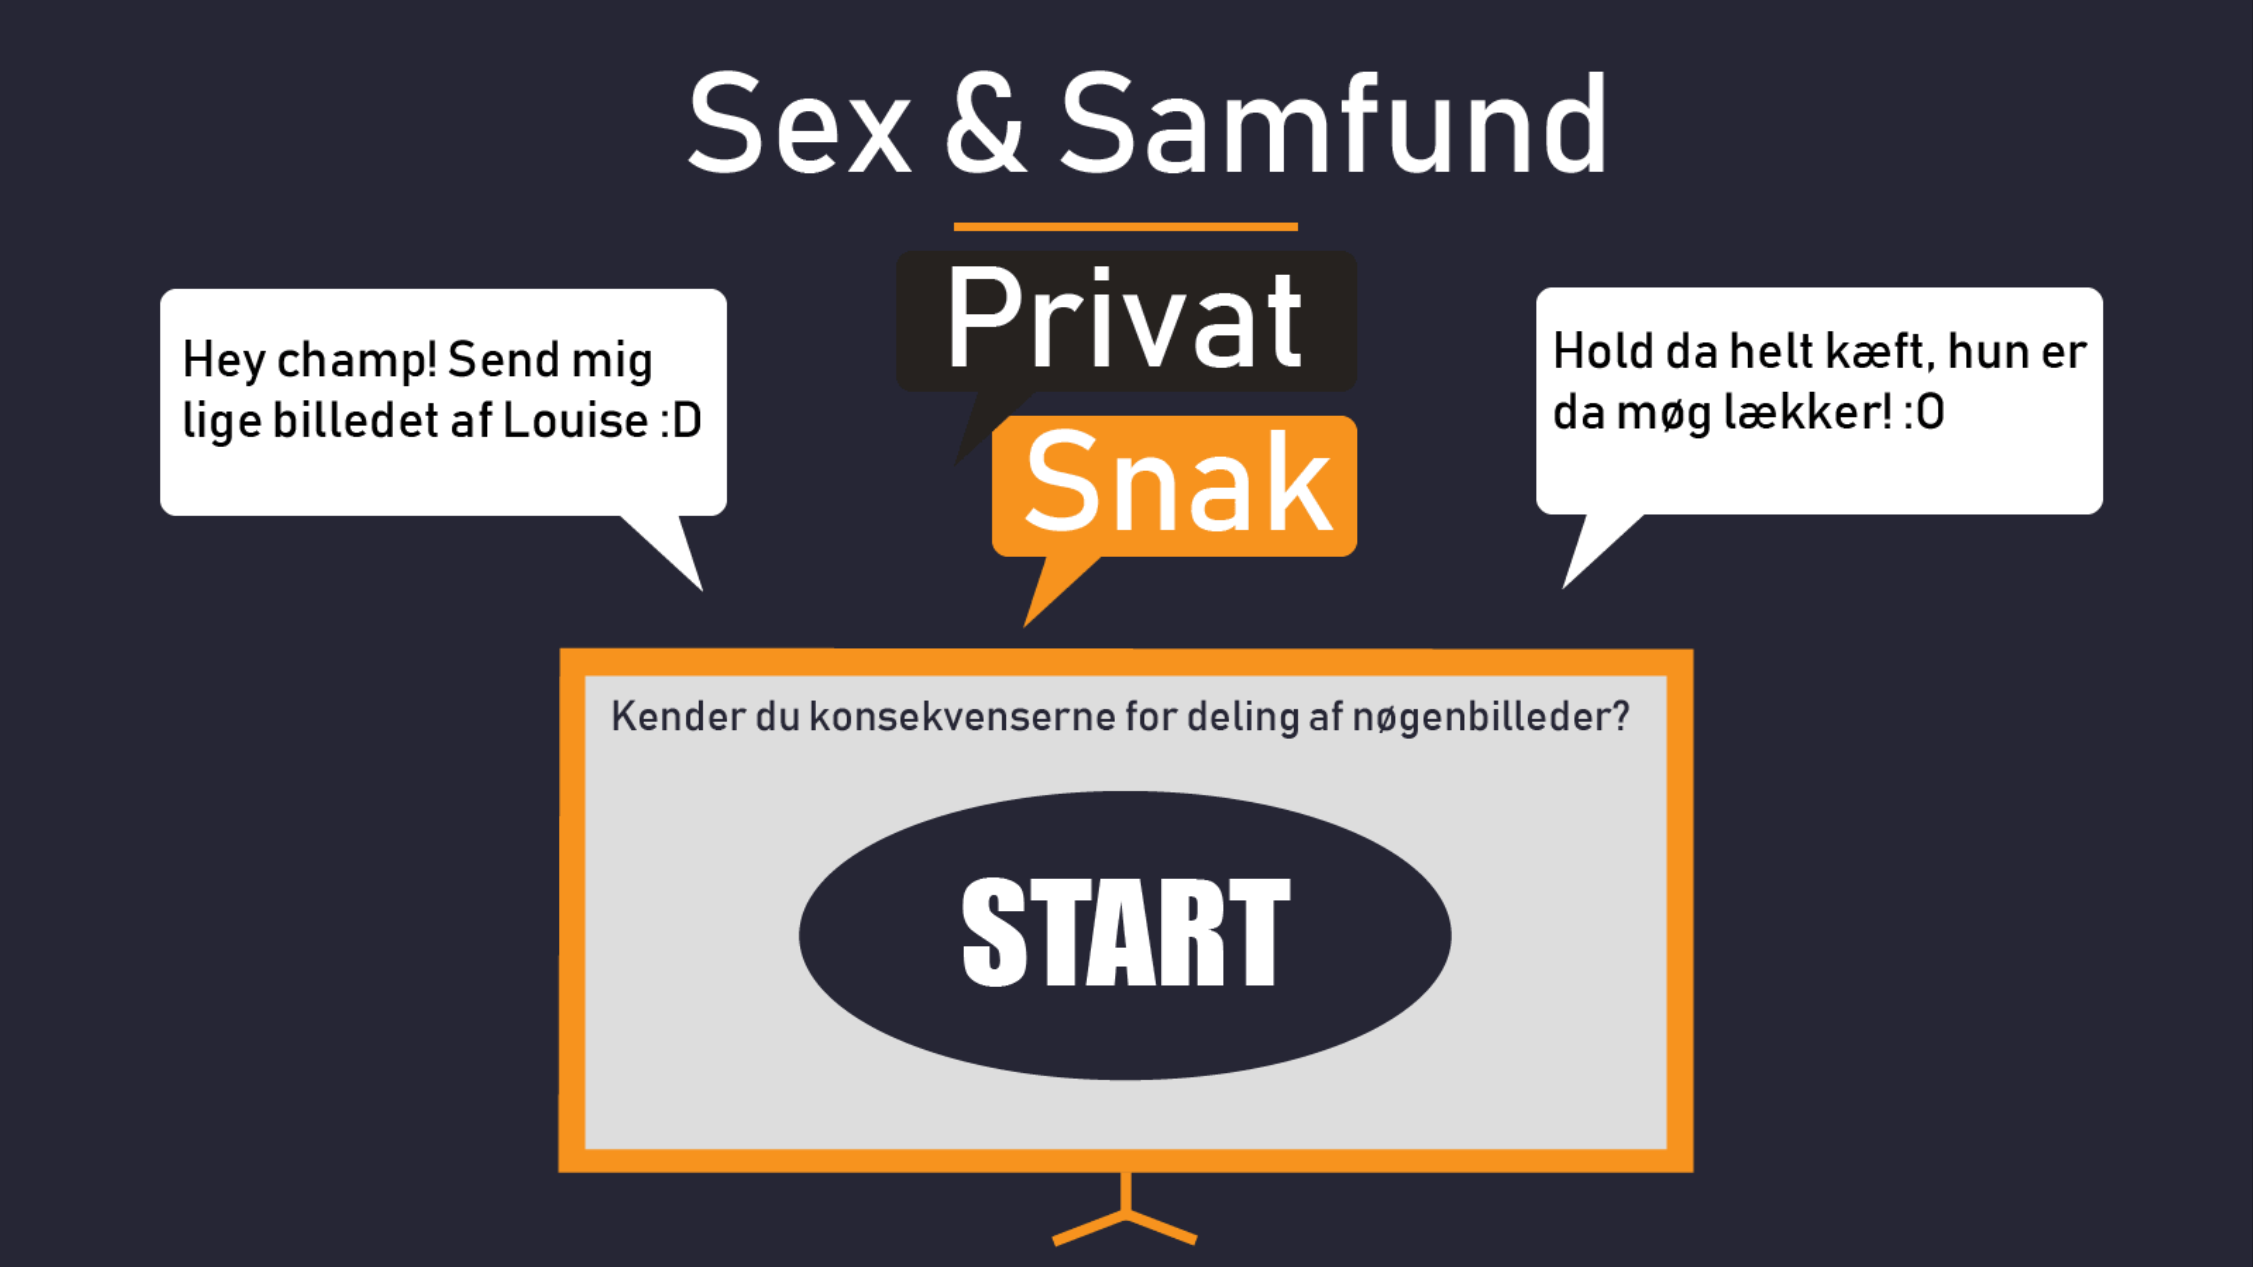 Sex & Samfund
Privat
Snak
Hey champ! Send mig
lige billedet af Louise :D
Hold da helt kæft, hun er
da møg lækker! :O
Kender du konsekvenserne for deling af nøgenbilleder?
START